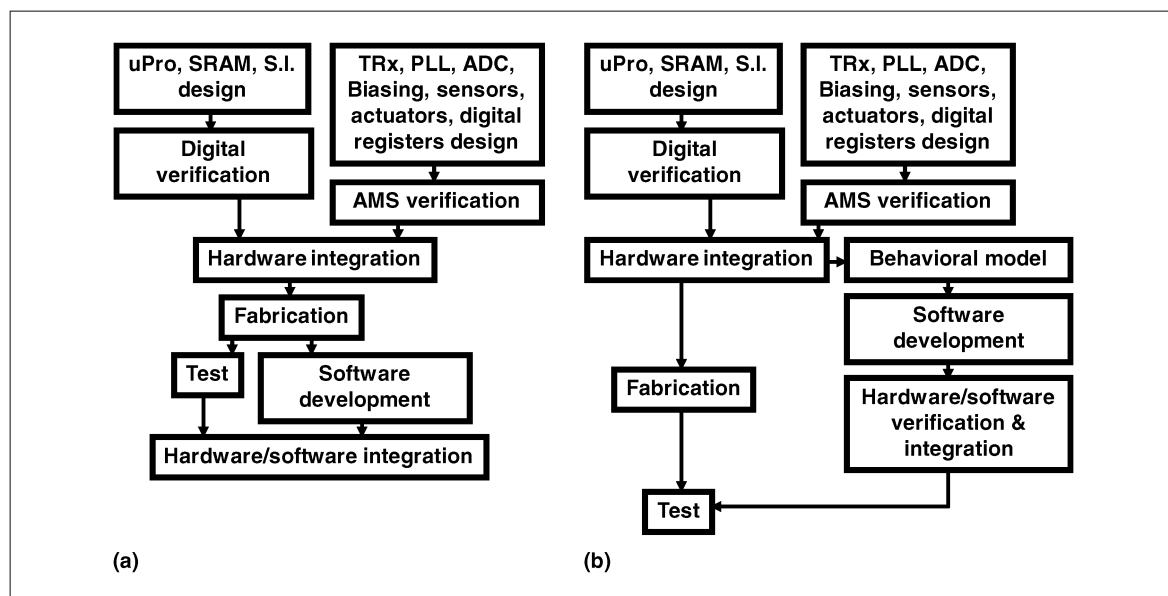 uPro, SRAM, S.I.
design
TRx, PLL, ADC,
Biasing, sensors,
actuators, digital
registers design
Digital
verification
AMS verification
Hardware integration
Fabrication
Test
Software
development
Hardware/software integration
(a)
uPro, SRAM, S.I.
design
TRx, PLL, ADC,
Biasing, sensors,
actuators, digital
registers design
Digital
verification
AMS verification
Hardware integration
Behavioral model
Software
development
Fabrication
Hardware/software
verification &
integration
Test
(b)